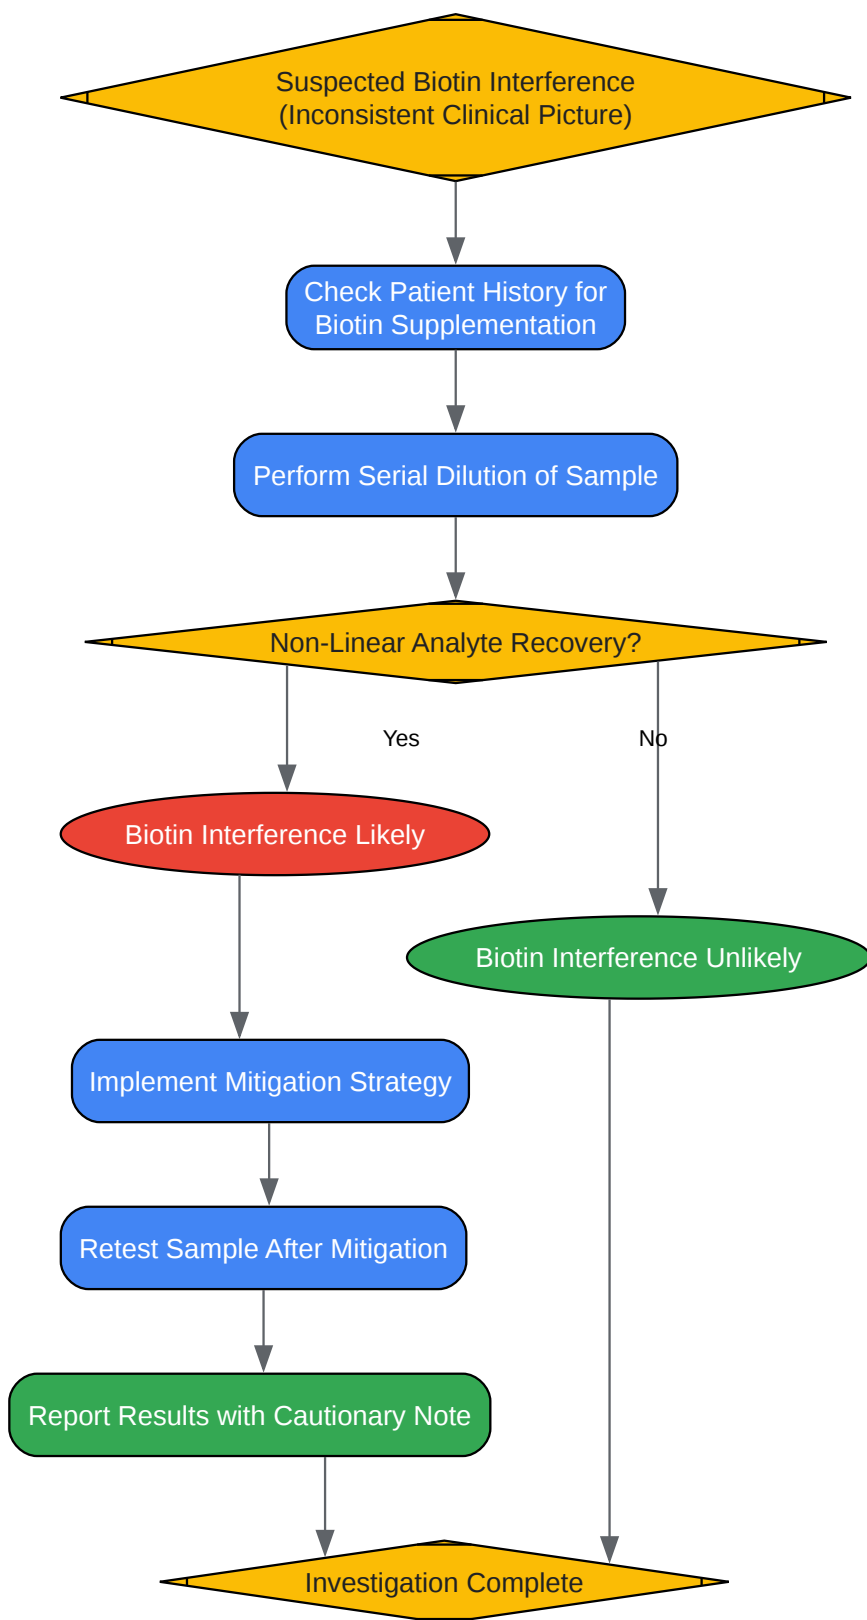 Suspected Biotin Interference
(Inconsistent Clinical Picture)
Check Patient History for
Biotin Supplementation
Perform Serial Dilution of Sample
Non-Linear Analyte Recovery?
Yes
No
Biotin Interference Likely
Biotin Interference Unlikely
Implement Mitigation Strategy
Retest Sample After Mitigation
Report Results with Cautionary Note
Investigation Complete